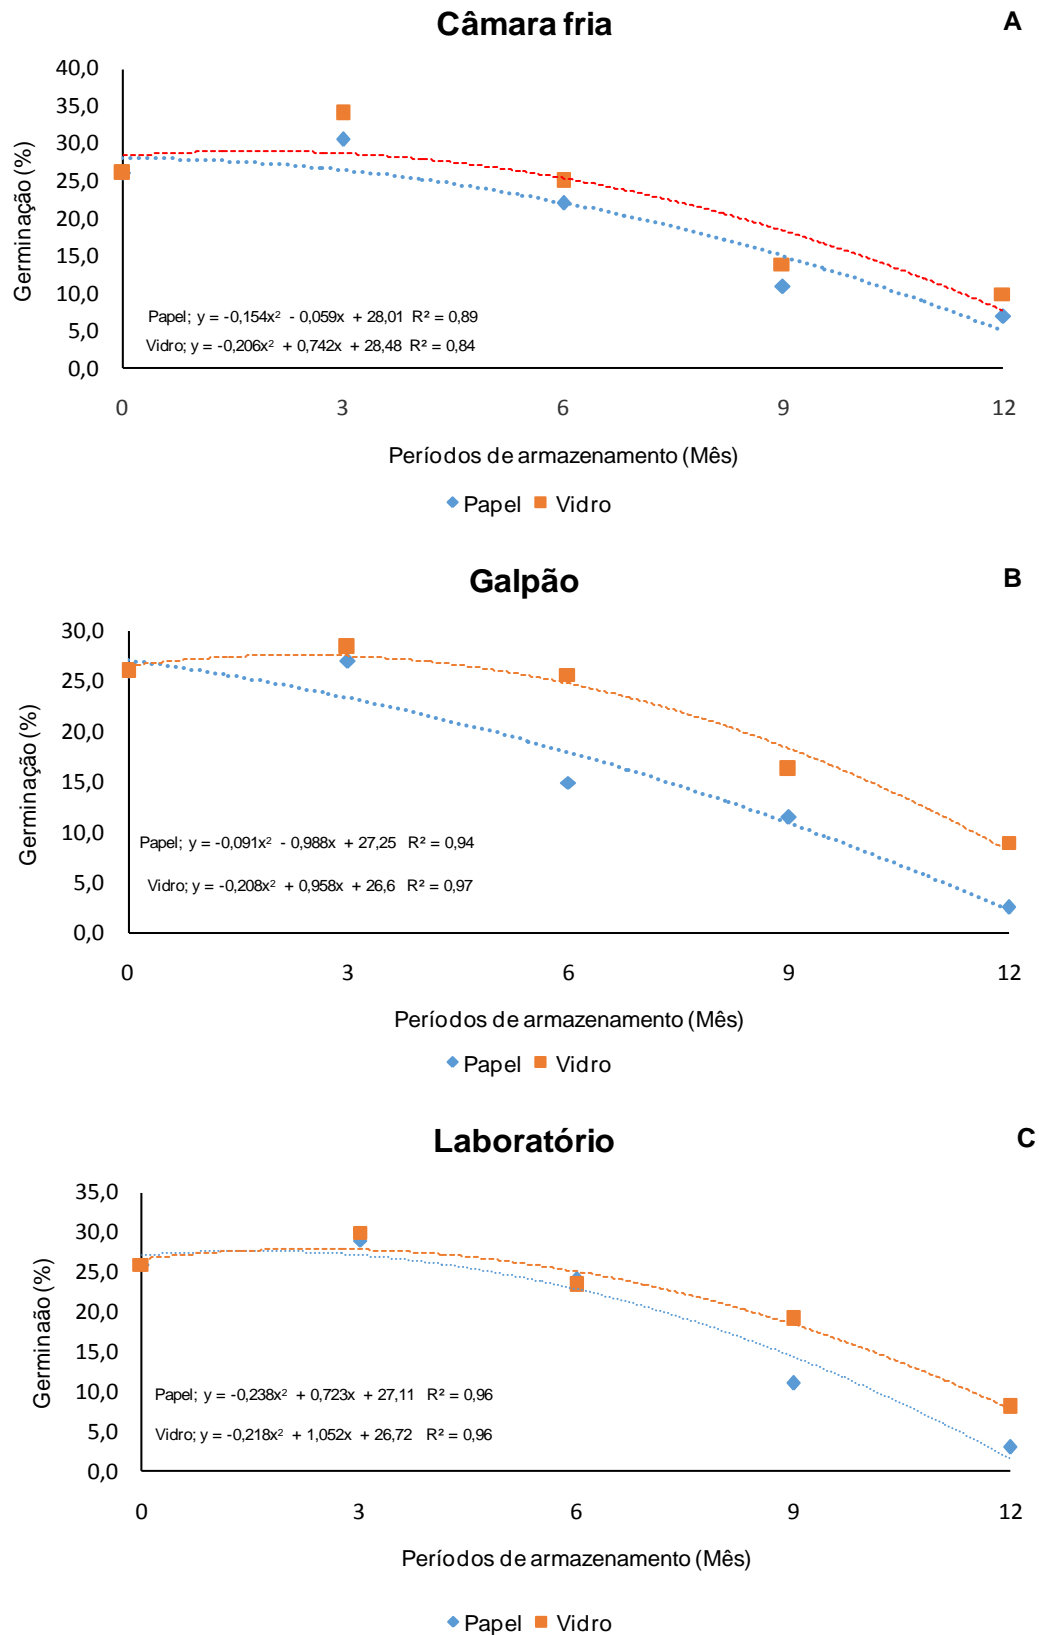 Câmara fria
A
40,0
35,0
30,0
25,0
20,0
15,0
10,0
5,0
0,0
Germinação (%)
Papel; y = -0,154x² - 0,059x + 28,01 R² = 0,89
Vidro; y = -0,206x² + 0,742x + 28,48 R² = 0,84
0 3 6 9 12
Períodos de armazenamento (Mês)
Papel Vidro
Galpão
B
30,0
25,0
20,0
15,0
10,0
5,0
0,0
Germinação (%)
Papel; y = -0,091x² - 0,988x + 27,25 R² = 0,94
Vidro; y = -0,208x² + 0,958x + 26,6 R² = 0,97
0 3 6 9 12
Períodos de armazenamento (Mês)
Papel Vidro
Laboratório
C
35,0
30,0
25,0
20,0
15,0
10,0
5,0
0,0
Germinaão (%)
Papel; y = -0,238x² + 0,723x + 27,11 R² = 0,96
Vidro; y = -0,218x² + 1,052x + 26,72 R² = 0,96
0 3 6 9 12
Períodos de armazenamento (Mês)
Papel Vidro